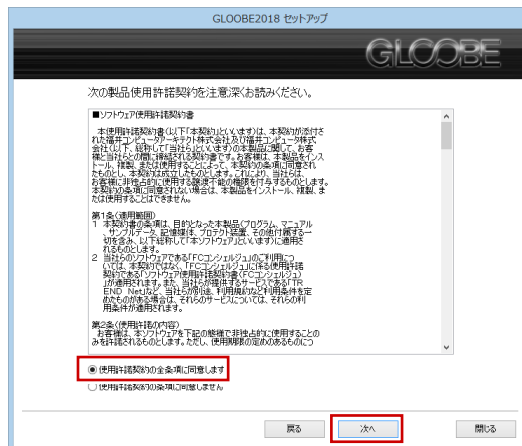 GLOOBE2018 セットアップ
GLOOBE
次の製品使用許諾契約を注意深くお読みください。
■ソフトウェア使用許諾契約書
本使用許諾契約書(以下「本契約」といいます)は、本契約が添付さ
れた福井コンピュータアーキテクト株式会社及び福井コンピュータ株式
会社(以下、総称して「当社ら」といいます)の本製品に関して、お客
様と当社らとの間に締結される契約書です。お客様は、本製品をインス
トール、複製、または使用することによって、本契約の条項に同意され
たものとし、本契約は成立したものとします。これにより、当社らは、
お客様に非独占的に使用する譲渡不能の権限を付与するものとします。
本契約の条項に同意されない場合は、本製品をインストール、複製、ま
たは使用することはできません。
第1条(適用範囲)
1 本契約書の条項は、目的となった本製品(プログラム、マニュアル
、サンプルデータ、記憶媒体、プロテクト装置、その他付属する一
切を含み、以下総称して「本ソフトウェア」といいます)に適用さ
れるものとします。
2 当社らのソフトウェアである「FCコンシェルジュ」のご利用につ
いては、本契約ではなく、「FCコンシェルジュ」に係る使用許諾
契約である「ソフトウェア使用許諾契約書(FCコンシェルジュ)
」が適用されます。また、当社らが提供するサービスである「TR
END Net」など、当社らが別途、利用規約など利用条件を定
めたものがある場合は、それらのサービスについては、それらの利
用条件が適用されます。
第2条(使用許諾の内容)
お客様は、本ソフトウェアを下記の態様で非独占的に使用することの
みを許諾されるものとします。ただし、使用期限の定めのあるものにつ
使用許諾契約の全条項に同意します
使用許諾契約の条項に同意しません
戻る 次へ 閉じる